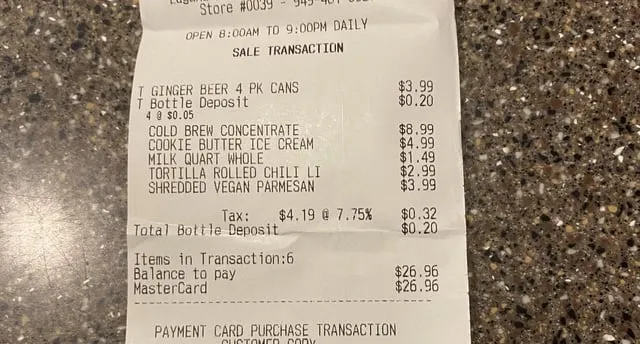 Store #0039 - 949-
OPEN 8:00AM TO 9:00PM DAILY
SALE TRANSACTION
T GINGER BEER 4 PK CANS $3.99
T Bottle Deposit $0.20
4 @ $0.05
COLD BREW CONCENTRATE $8.99
COOKIE BUTTER ICE CREAM $4.99
MILK QUART WHOLE $1.49
TORTILLA ROLLED CHILI LI $2.99
SHREDDED VEGAN PARMESAN $3.99
Tax: $4.19 @ 7.75% $0.32
Total Bottle Deposit $0.20
Items in Transaction:6
Balance to pay $26.96
MasterCard $26.96
PAYMENT CARD PURCHASE TRANSACTION
CUSTOMER COPY